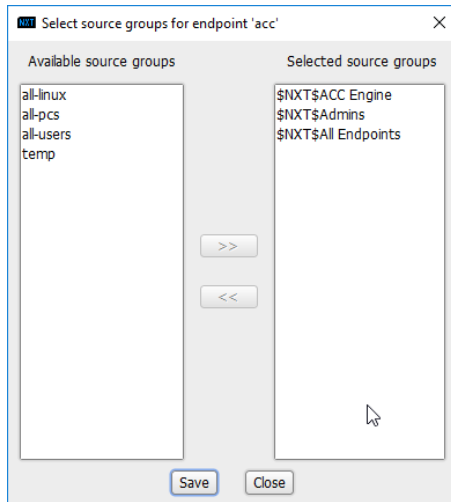 NXT Select source groups for endpoint 'acc'
Available source groups
Selected source groups
all-linux
all-pcs
all-users
temp
$NXT$ACC Engine
$NXT$Admins
$NXT$All Endpoints
>>
<<
Save
Close